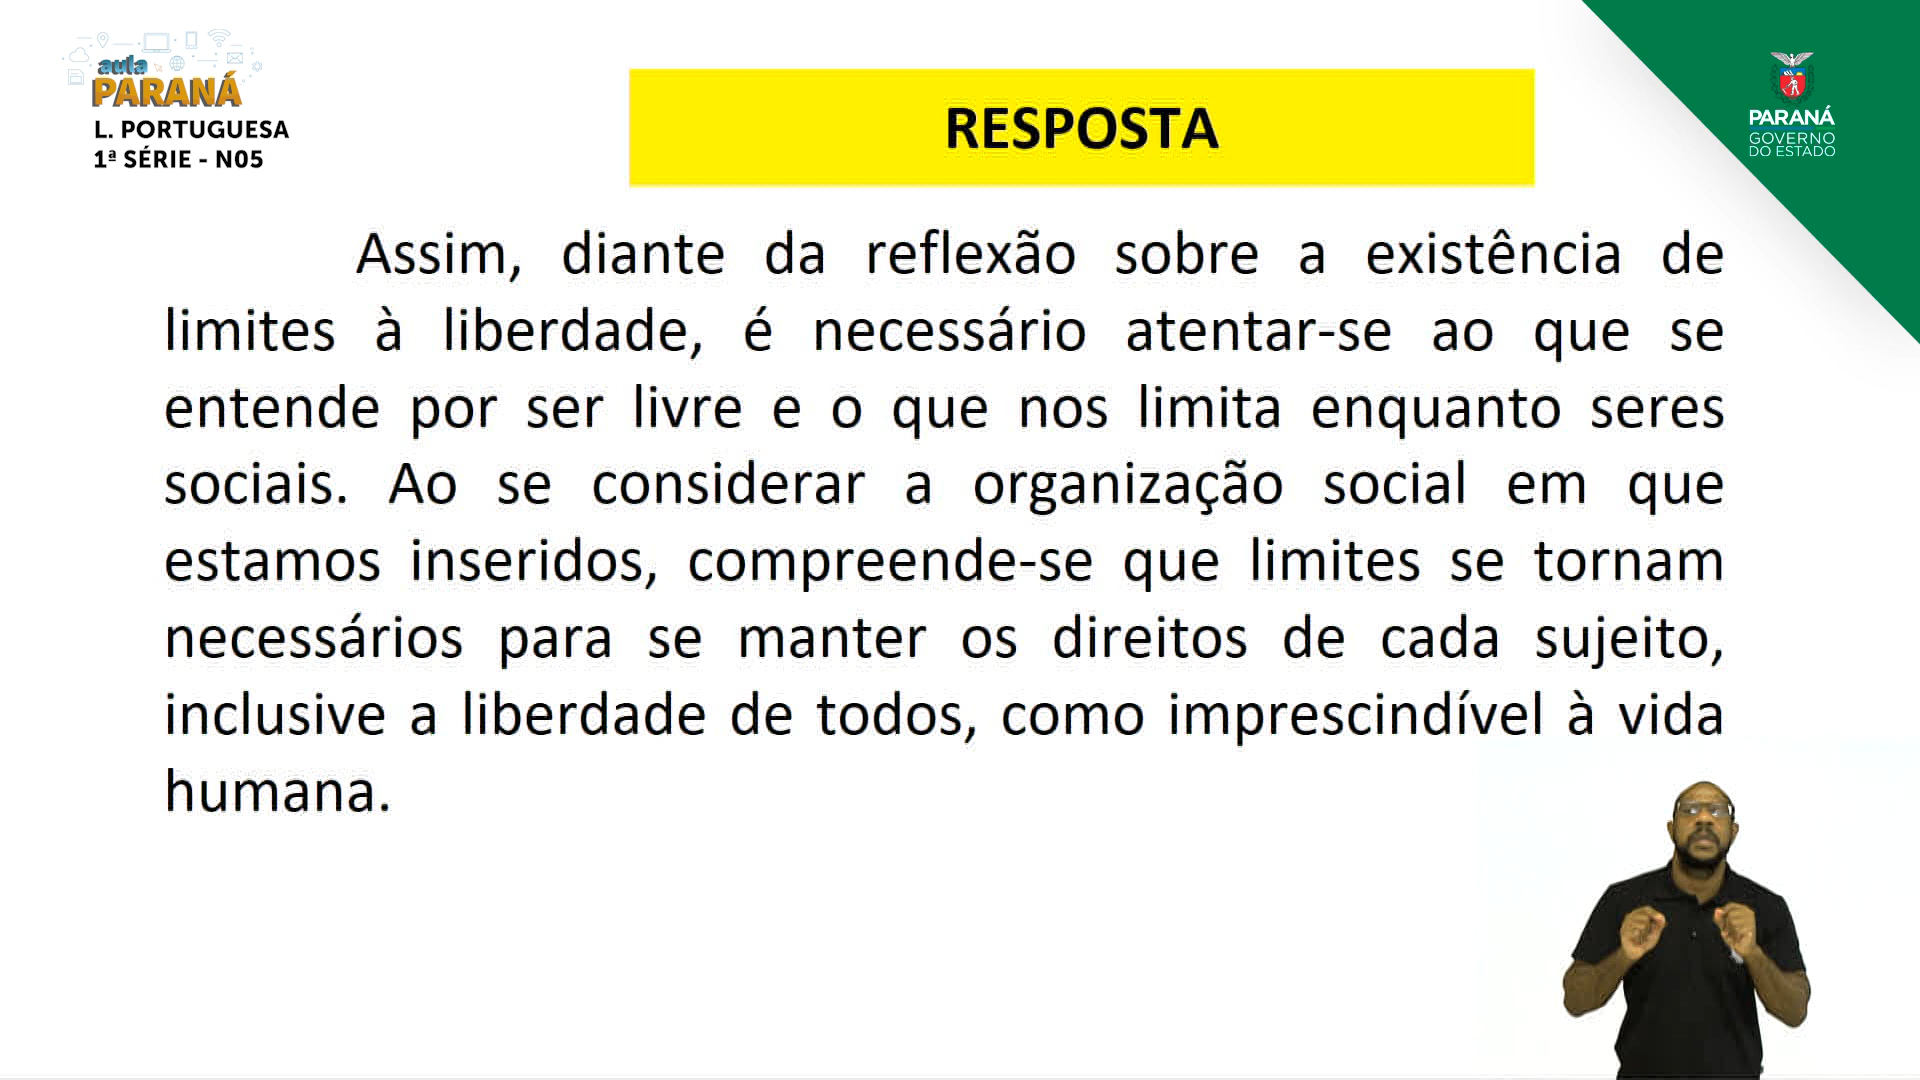 aula
PARANÁ
L. PORTUGUESA
1ª SÉRIE - N05
RESPOSTA
PARANÁ
GOVERNO
DO ESTADO
Assim, diante da reflexão sobre a existência de
limites à liberdade, é necessário atentar-se ao que se
entende por ser livre e o que nos limita enquanto seres
sociais. Ao se considerar a organização social em que
estamos inseridos, compreende-se que limites se tornam
necessários para se manter os direitos de cada sujeito,
inclusive a liberdade de todos, como imprescindível à vida
humana.